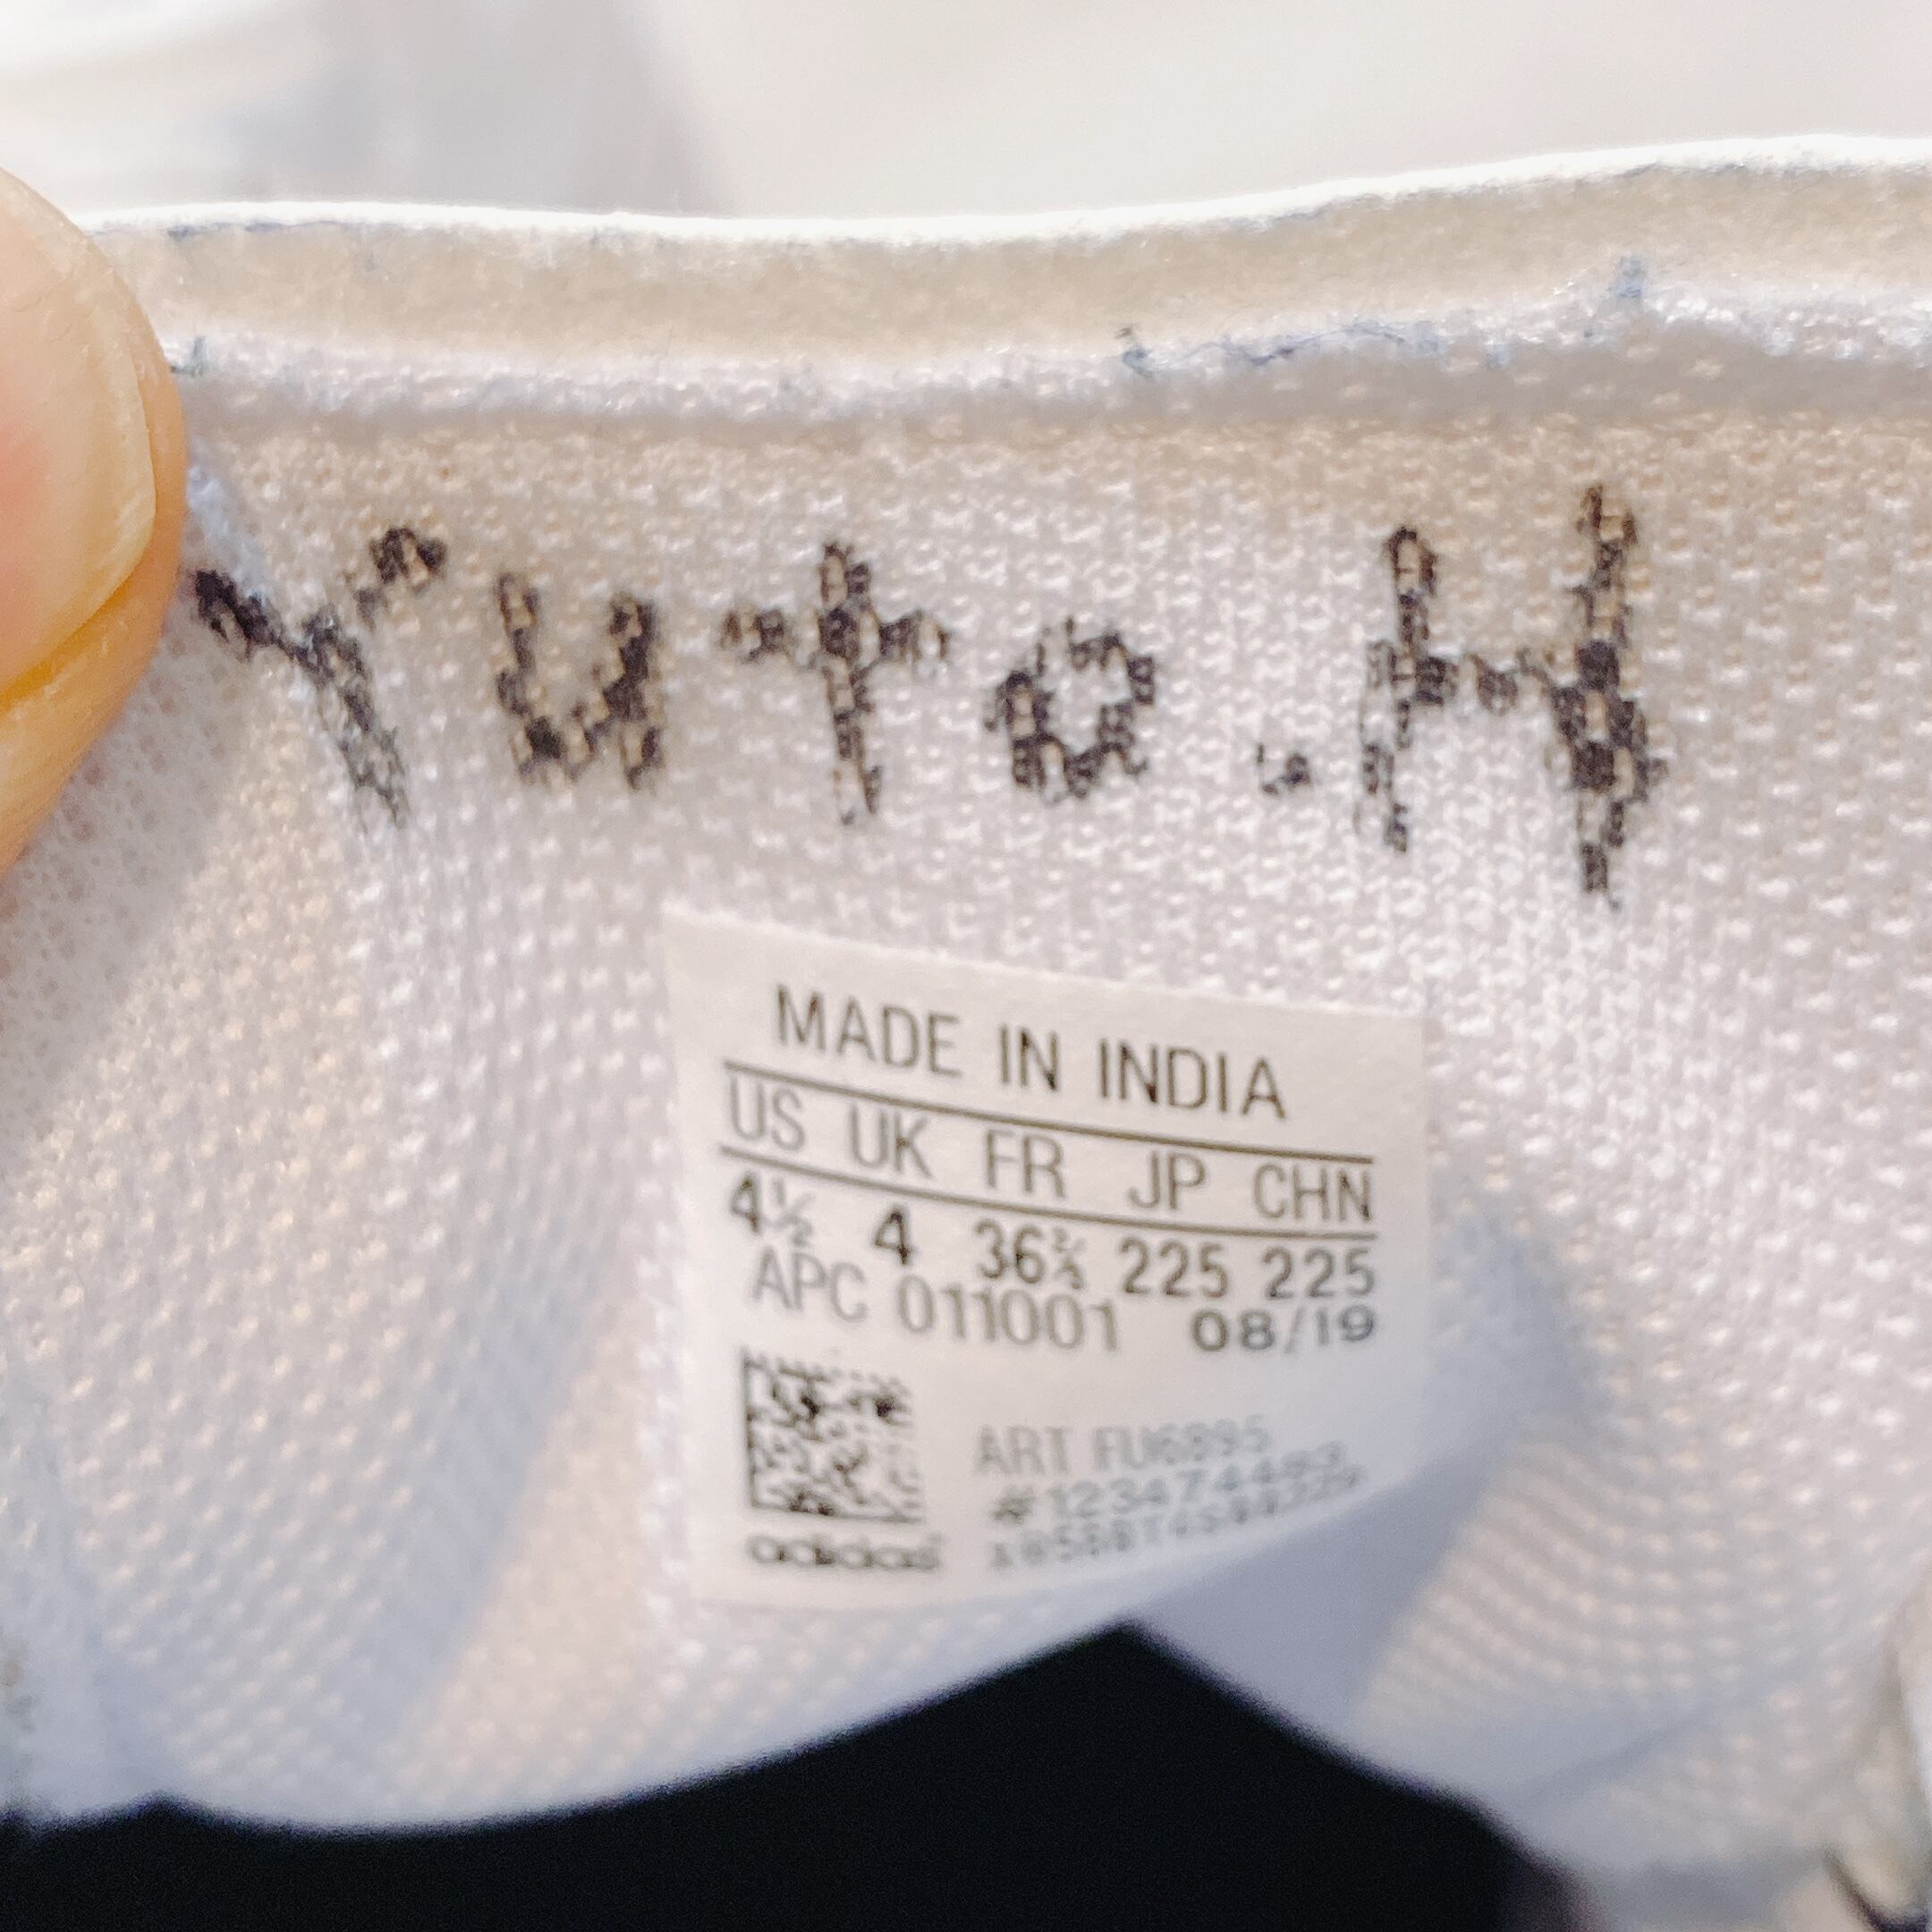 Yuto.H
MADE IN INDIA
US UK FR JP CHN
4½ 4 36⅔ 225 225
APC 011001 08/19
ART FU6895
#123474493
adidas